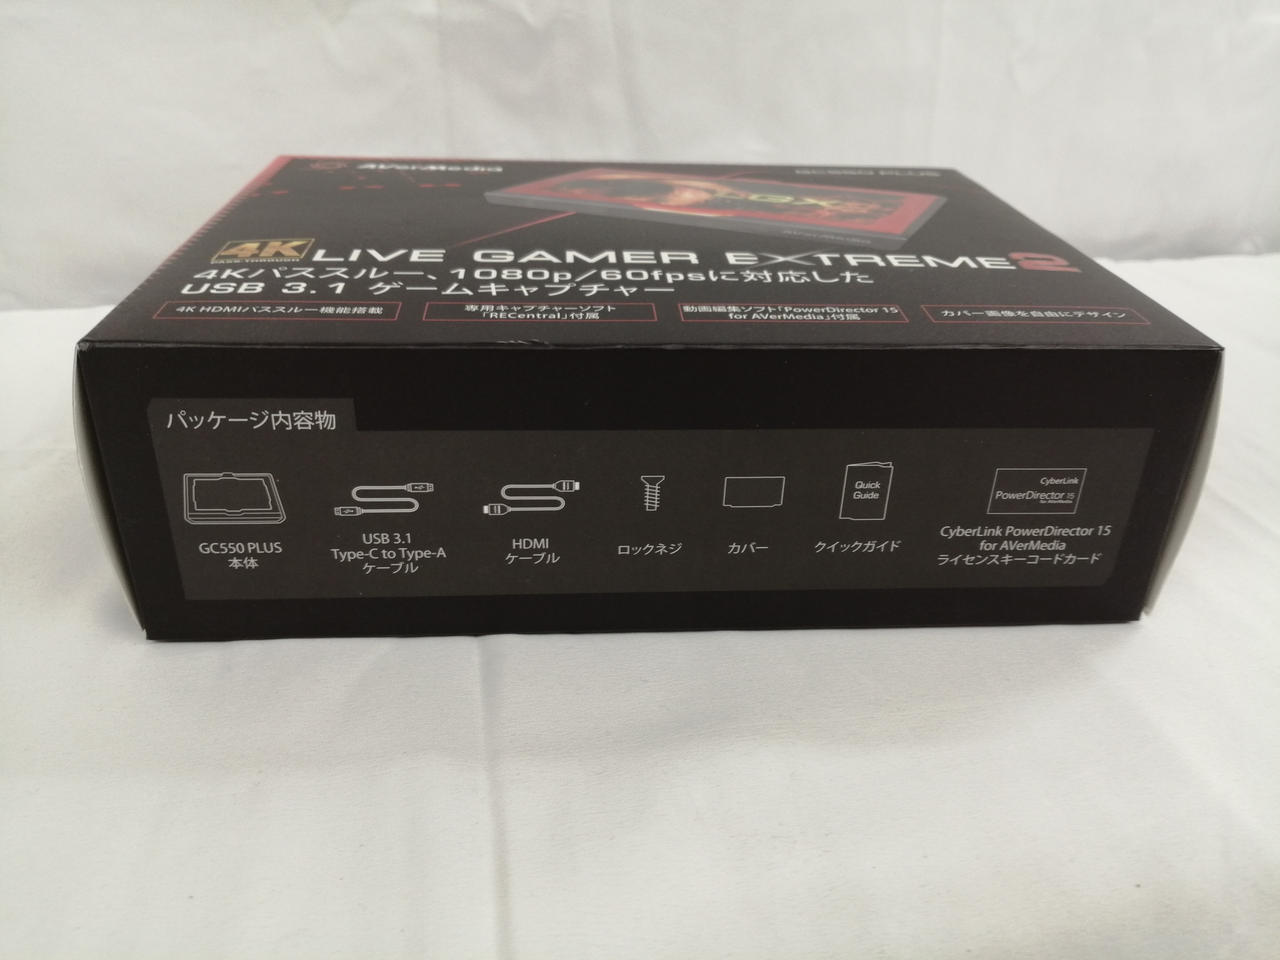 AVerMedia
GC550 PLUS
LGX2
AVerMedia
4K
PASS-THROUGH
LIVE GAMER EXTREME2
4Kパススルー、1080p/60fpsに対応した
USB 3.1 ゲームキャプチャー
4K HDMIパススルー機能搭載
専用キャプチャーソフト
「RECentral」付属
動画編集ソフト「PowerDirector 15
for AVerMedia」付属
カバー画像を自由にデザイン
パッケージ内容物
GC550 PLUS
本体
USB 3.1
Type-C to Type-A
ケーブル
HDMI
ケーブル
ロックネジ
カバー
Quick
Guide
クイックガイド
CyberLink
PowerDirector 15
for AVerMedia
CyberLink PowerDirector 15
for AVerMedia
ライセンスキーコードカード